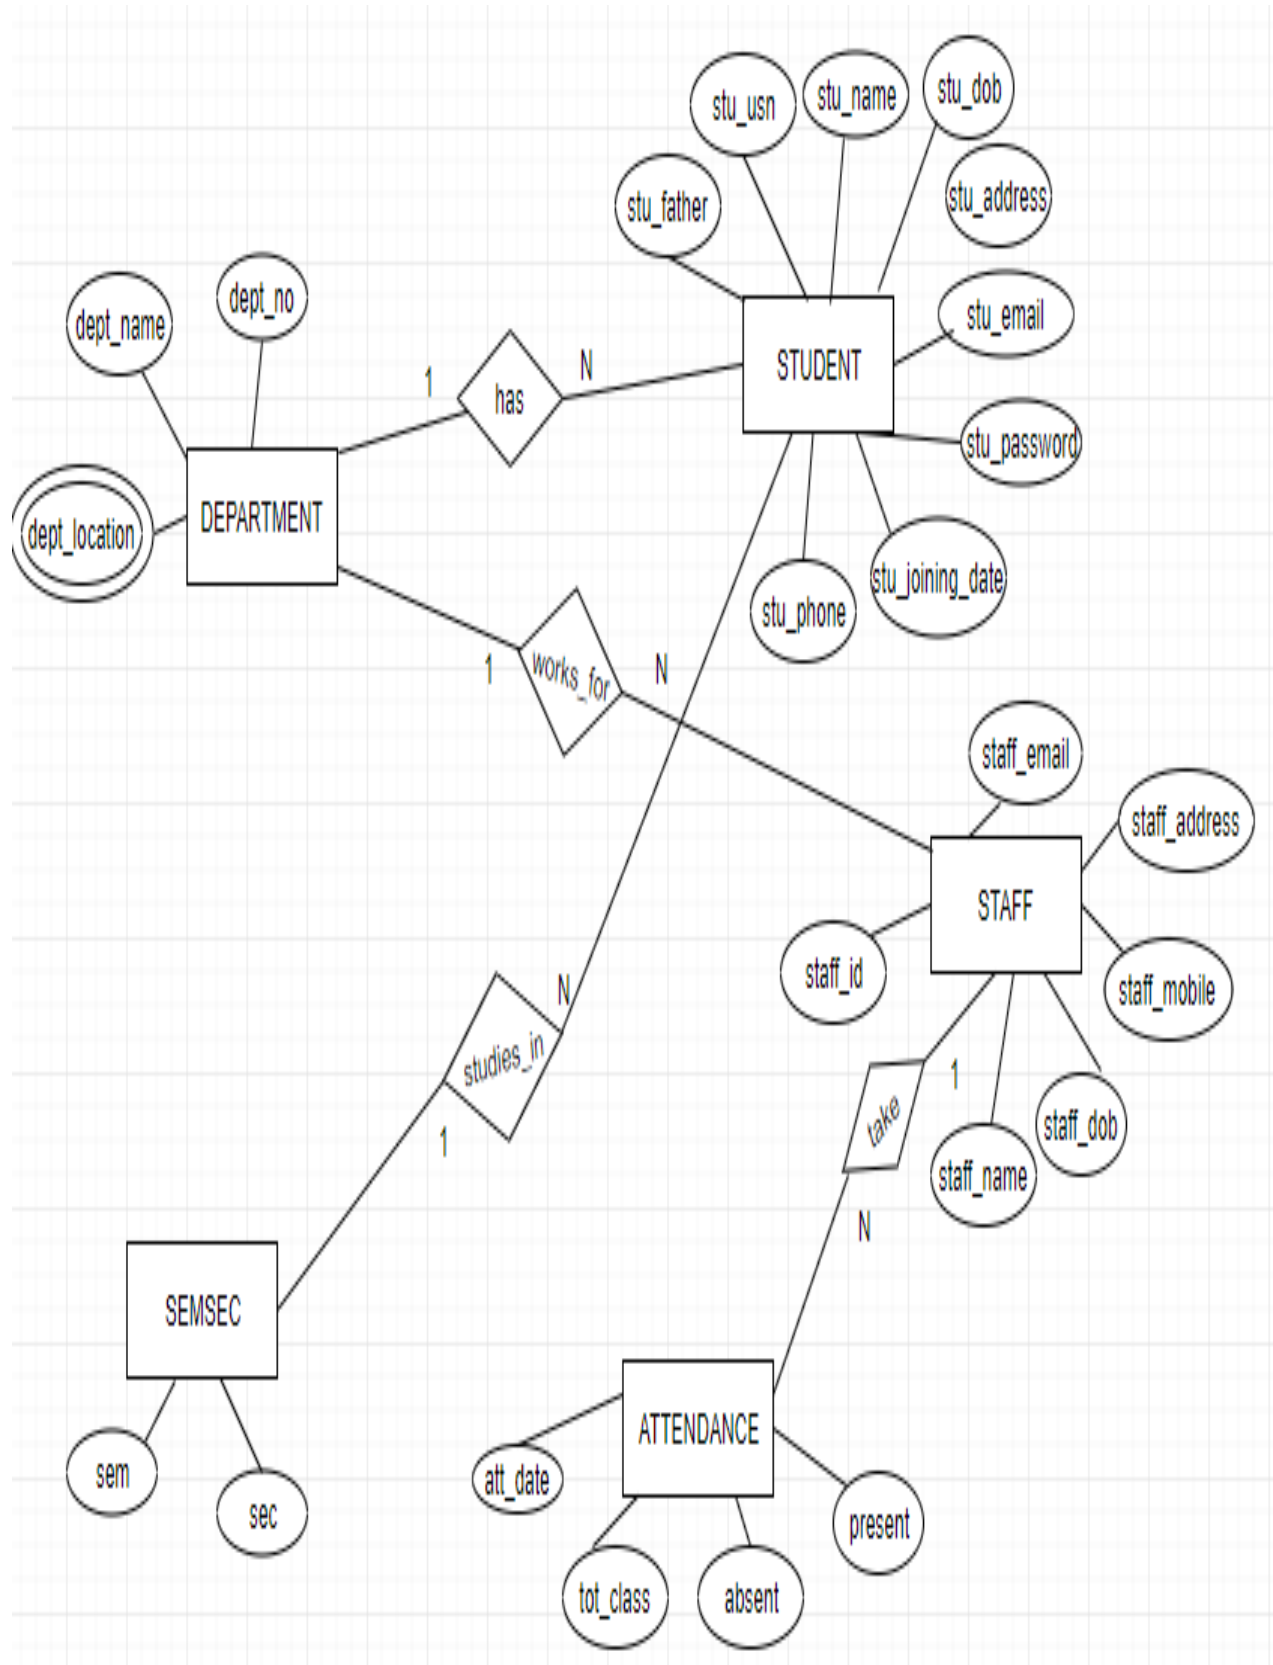 stu_usn
stu_name
stu_dob
stu_father
stu_address
dept_name
dept_no
stu_email
1
has
N
STUDENT
stu_password
dept_location
DEPARTMENT
stu_joining_date
stu_phone
1
works_for
N
staff_email
staff_address
STAFF
staff_id
staff_mobile
N
studies_in
1
take
1
staff_dob
staff_name
N
SEMSEC
ATTENDANCE
sem
sec
att_date
present
tot_class
absent